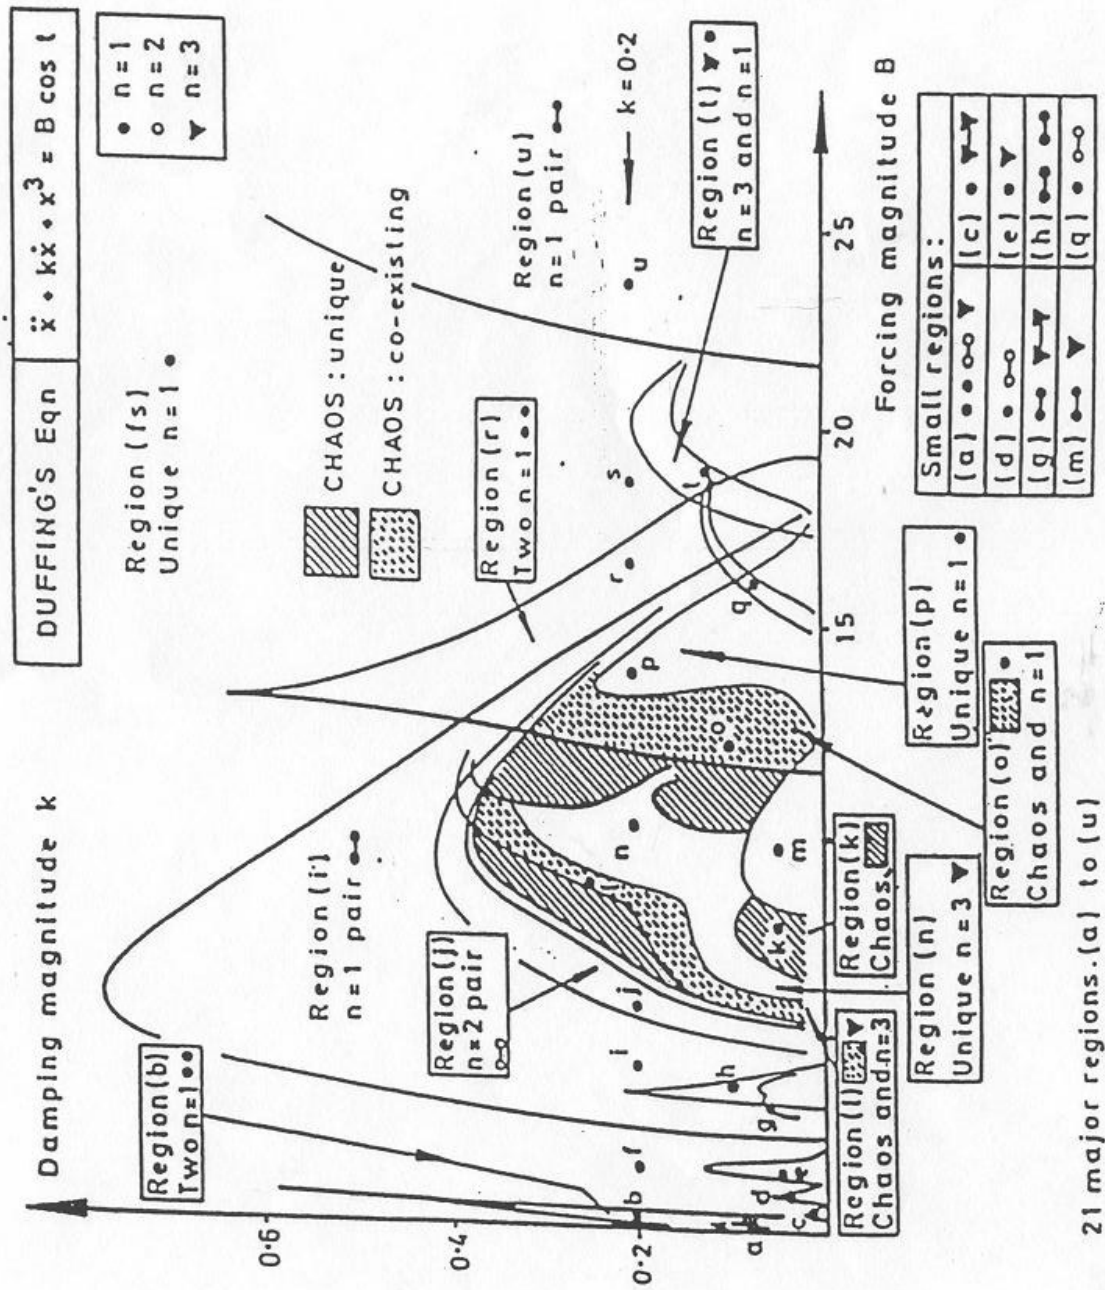 DUFFING'S Eqn
ẍ + kẋ + x³ = B cos t
• n = 1
o n = 2
▼ n = 3
Damping magnitude k
0·6
0·4
0·2
Region (fs)
Unique n = 1 •
CHAOS : unique
CHAOS : co-existing
Region (b)
Two n=1 ••
Region (i)
n = 1 pair
Region (j)
n = 2 pair
Region (r)
Two n=1 ••
Region (u)
n = 1 pair
k = 0·2
Region (t)
n = 3 and n = 1
a
b
c
d
e
f
g
h
i
j
l
k
m
n
o
p
q
r
s
t
u
15
20
25
Forcing magnitude B
Region (l)
Chaos and n=3
Region (n)
Unique n = 3 ▼
Region (k)
Chaos
Region (o)
Chaos and n=1
Region (p)
Unique n = 1 •
Small regions :
(a) • • o-o ▼
(c) • ▼-▼
(d) • o-o
(e) • ▼
(g) •-• ▼-▼
(h) •-• • •
(m) •-• ▼
(q) • o-o
21 major regions. (a) to (u)